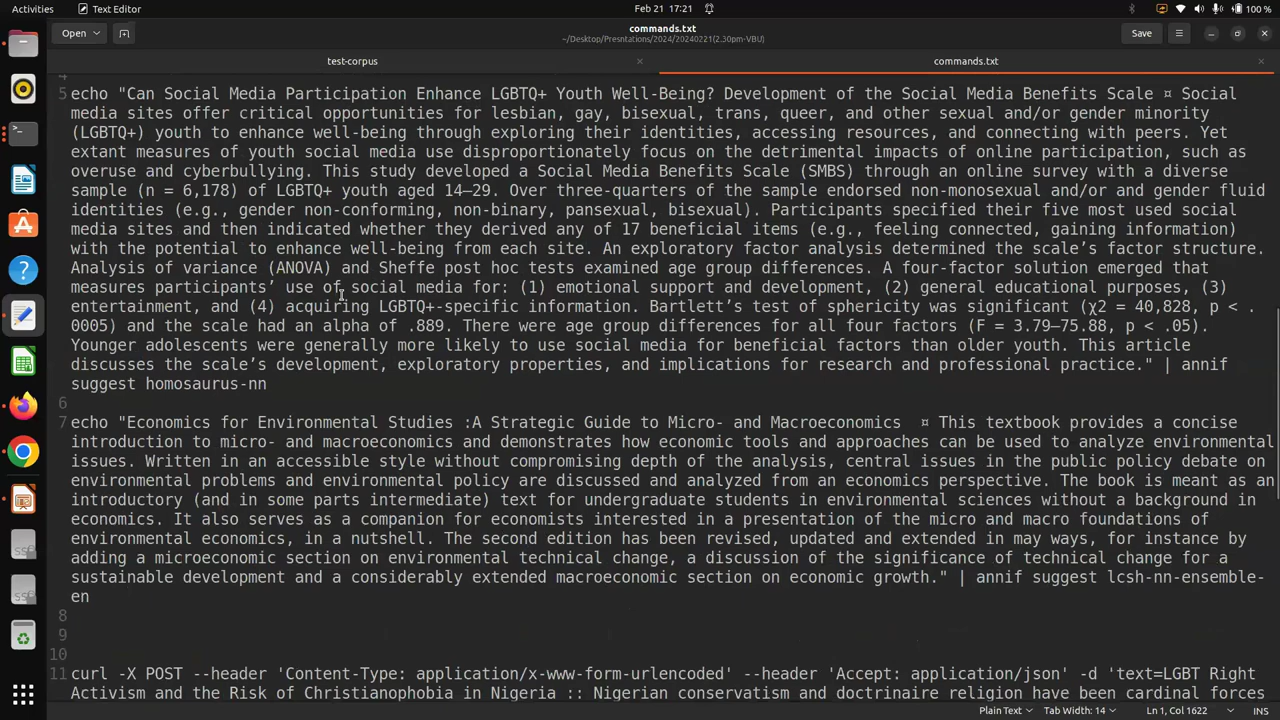 Activities
Text Editor
Feb 21 17:21
100 %
Open
commands.txt
~/Desktop/Presntations/2024/20240221(2.30pm-VBU)
Save
test-corpus
commands.txt
4
5 echo "Can Social Media Participation Enhance LGBTQ+ Youth Well-Being? Development of the Social Media Benefits Scale ¤ Social
media sites offer critical opportunities for lesbian, gay, bisexual, trans, queer, and other sexual and/or gender minority
(LGBTQ+) youth to enhance well-being through exploring their identities, accessing resources, and connecting with peers. Yet
extant measures of youth social media use disproportionately focus on the detrimental impacts of online participation, such as
overuse and cyberbullying. This study developed a Social Media Benefits Scale (SMBS) through an online survey with a diverse
sample (n = 6,178) of LGBTQ+ youth aged 14–29. Over three-quarters of the sample endorsed non-monosexual and/or and gender fluid
identities (e.g., gender non-conforming, non-binary, pansexual, bisexual). Participants specified their five most used social
media sites and then indicated whether they derived any of 17 beneficial items (e.g., feeling connected, gaining information)
with the potential to enhance well-being from each site. An exploratory factor analysis determined the scale's factor structure.
Analysis of variance (ANOVA) and Sheffe post hoc tests examined age group differences. A four-factor solution emerged that
measures participants' use of social media for: (1) emotional support and development, (2) general educational purposes, (3)
entertainment, and (4) acquiring LGBTQ+-specific information. Bartlett's test of sphericity was significant (χ2 = 40,828, p < .
0005) and the scale had an alpha of .889. There were age group differences for all four factors (F = 3.79–75.88, p < .05).
Younger adolescents were generally more likely to use social media for beneficial factors than older youth. This article
discusses the scale's development, exploratory properties, and implications for research and professional practice." | annif
suggest homosaurus-nn
6
7 echo "Economics for Environmental Studies :A Strategic Guide to Micro- and Macroeconomics  ¤ This textbook provides a concise
introduction to micro- and macroeconomics and demonstrates how economic tools and approaches can be used to analyze environmental
issues. Written in an accessible style without compromising depth of the analysis, central issues in the public policy debate on
environmental problems and environmental policy are discussed and analyzed from an economics perspective. The book is meant as an
introductory (and in some parts intermediate) text for undergraduate students in environmental sciences without a background in
economics. It also serves as a companion for economists interested in a presentation of the micro and macro foundations of
environmental economics, in a nutshell. The second edition has been revised, updated and extended in may ways, for instance by
adding a microeconomic section on environmental technical change, a discussion of the significance of technical change for a
sustainable development and a considerably extended macroeconomic section on economic growth." | annif suggest lcsh-nn-ensemble-
en
8
9
10
11 curl -X POST --header 'Content-Type: application/x-www-form-urlencoded' --header 'Accept: application/json' -d 'text=LGBT Right
Activism and the Risk of Christianophobia in Nigeria :: Nigerian conservatism and doctrinaire religion have been cardinal forces
Plain Text
Tab Width: 14
Ln 1, Col 1622
INS